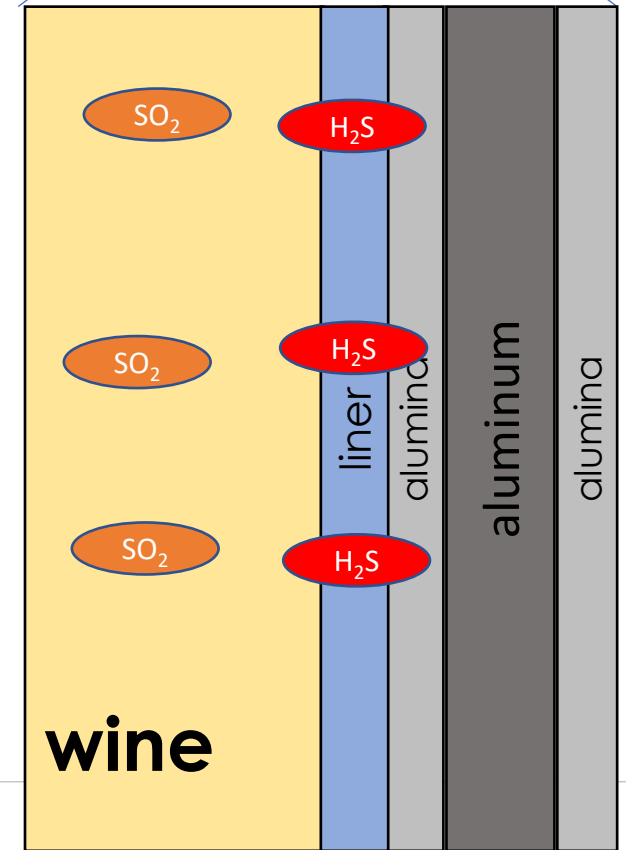 SO₂
H₂S
SO₂
H₂S
SO₂
H₂S
liner
alumina
aluminum
alumina
wine